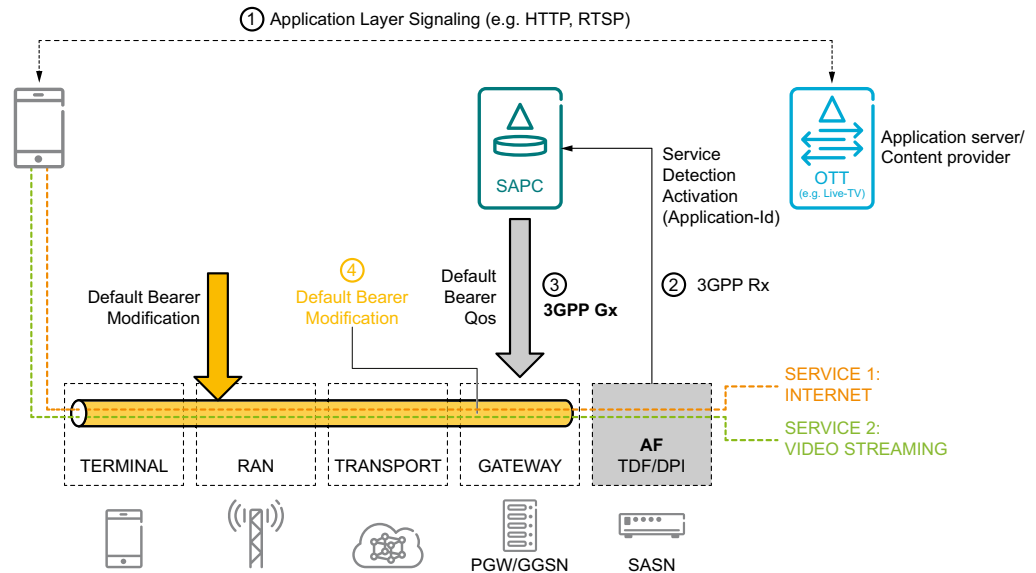 1 Application Layer Signaling (e.g. HTTP, RTSP)
SAPC
Service
Detection
Activation
(Application-Id)
OTT
(e.g. Live-TV)
Application server/
Content provider
Default Bearer
Modification
4
Default Bearer
Modification
Default
Bearer
Qos
3
3GPP Gx
2 3GPP Rx
SERVICE 1:
INTERNET
SERVICE 2:
VIDEO STREAMING
TERMINAL
RAN
TRANSPORT
GATEWAY
AF
TDF/DPI
PGW/GGSN
SASN